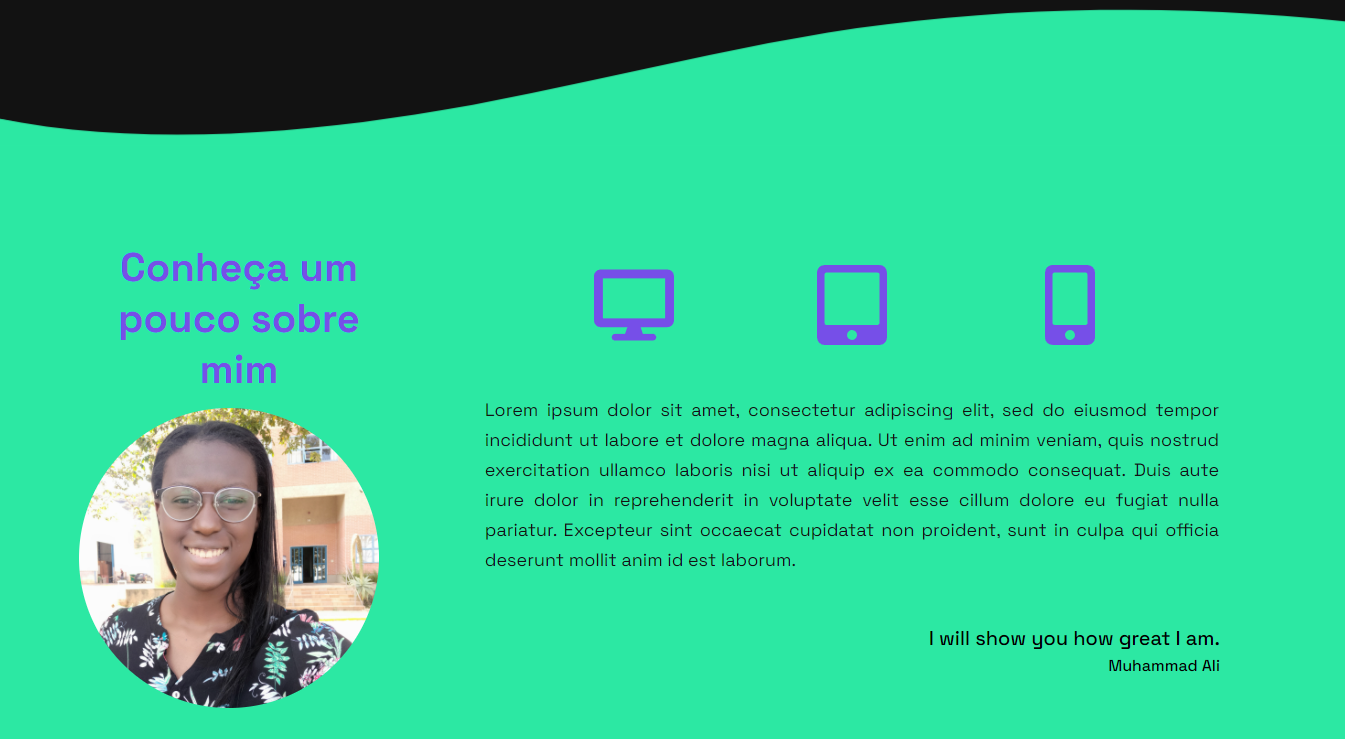 Conheça um
pouco sobre
mim
Lorem ipsum dolor sit amet, consectetur adipiscing elit, sed do eiusmod tempor
incididunt ut labore et dolore magna aliqua. Ut enim ad minim veniam, quis nostrud
exercitation ullamco laboris nisi ut aliquip ex ea commodo consequat. Duis aute
irure dolor in reprehenderit in voluptate velit esse cillum dolore eu fugiat nulla
pariatur. Excepteur sint occaecat cupidatat non proident, sunt in culpa qui officia
deserunt mollit anim id est laborum.
I will show you how great I am.
Muhammad Ali